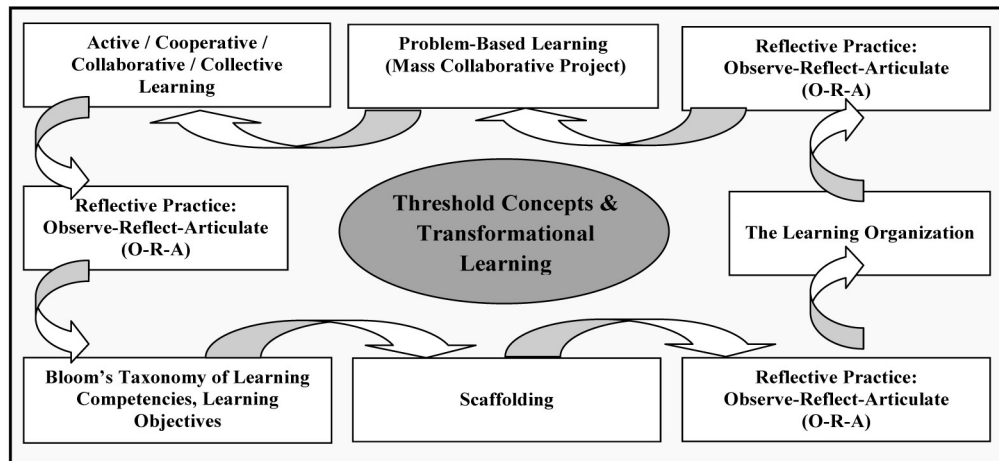 Active / Cooperative /
Collaborative / Collective
Learning
Problem-Based Learning
(Mass Collaborative Project)
Reflective Practice:
Observe-Reflect-Articulate
(O-R-A)
Reflective Practice:
Observe-Reflect-Articulate
(O-R-A)
Threshold Concepts &
Transformational
Learning
The Learning Organization
Bloom’s Taxonomy of Learning
Competencies, Learning
Objectives
Scaffolding
Reflective Practice:
Observe-Reflect-Articulate
(O-R-A)